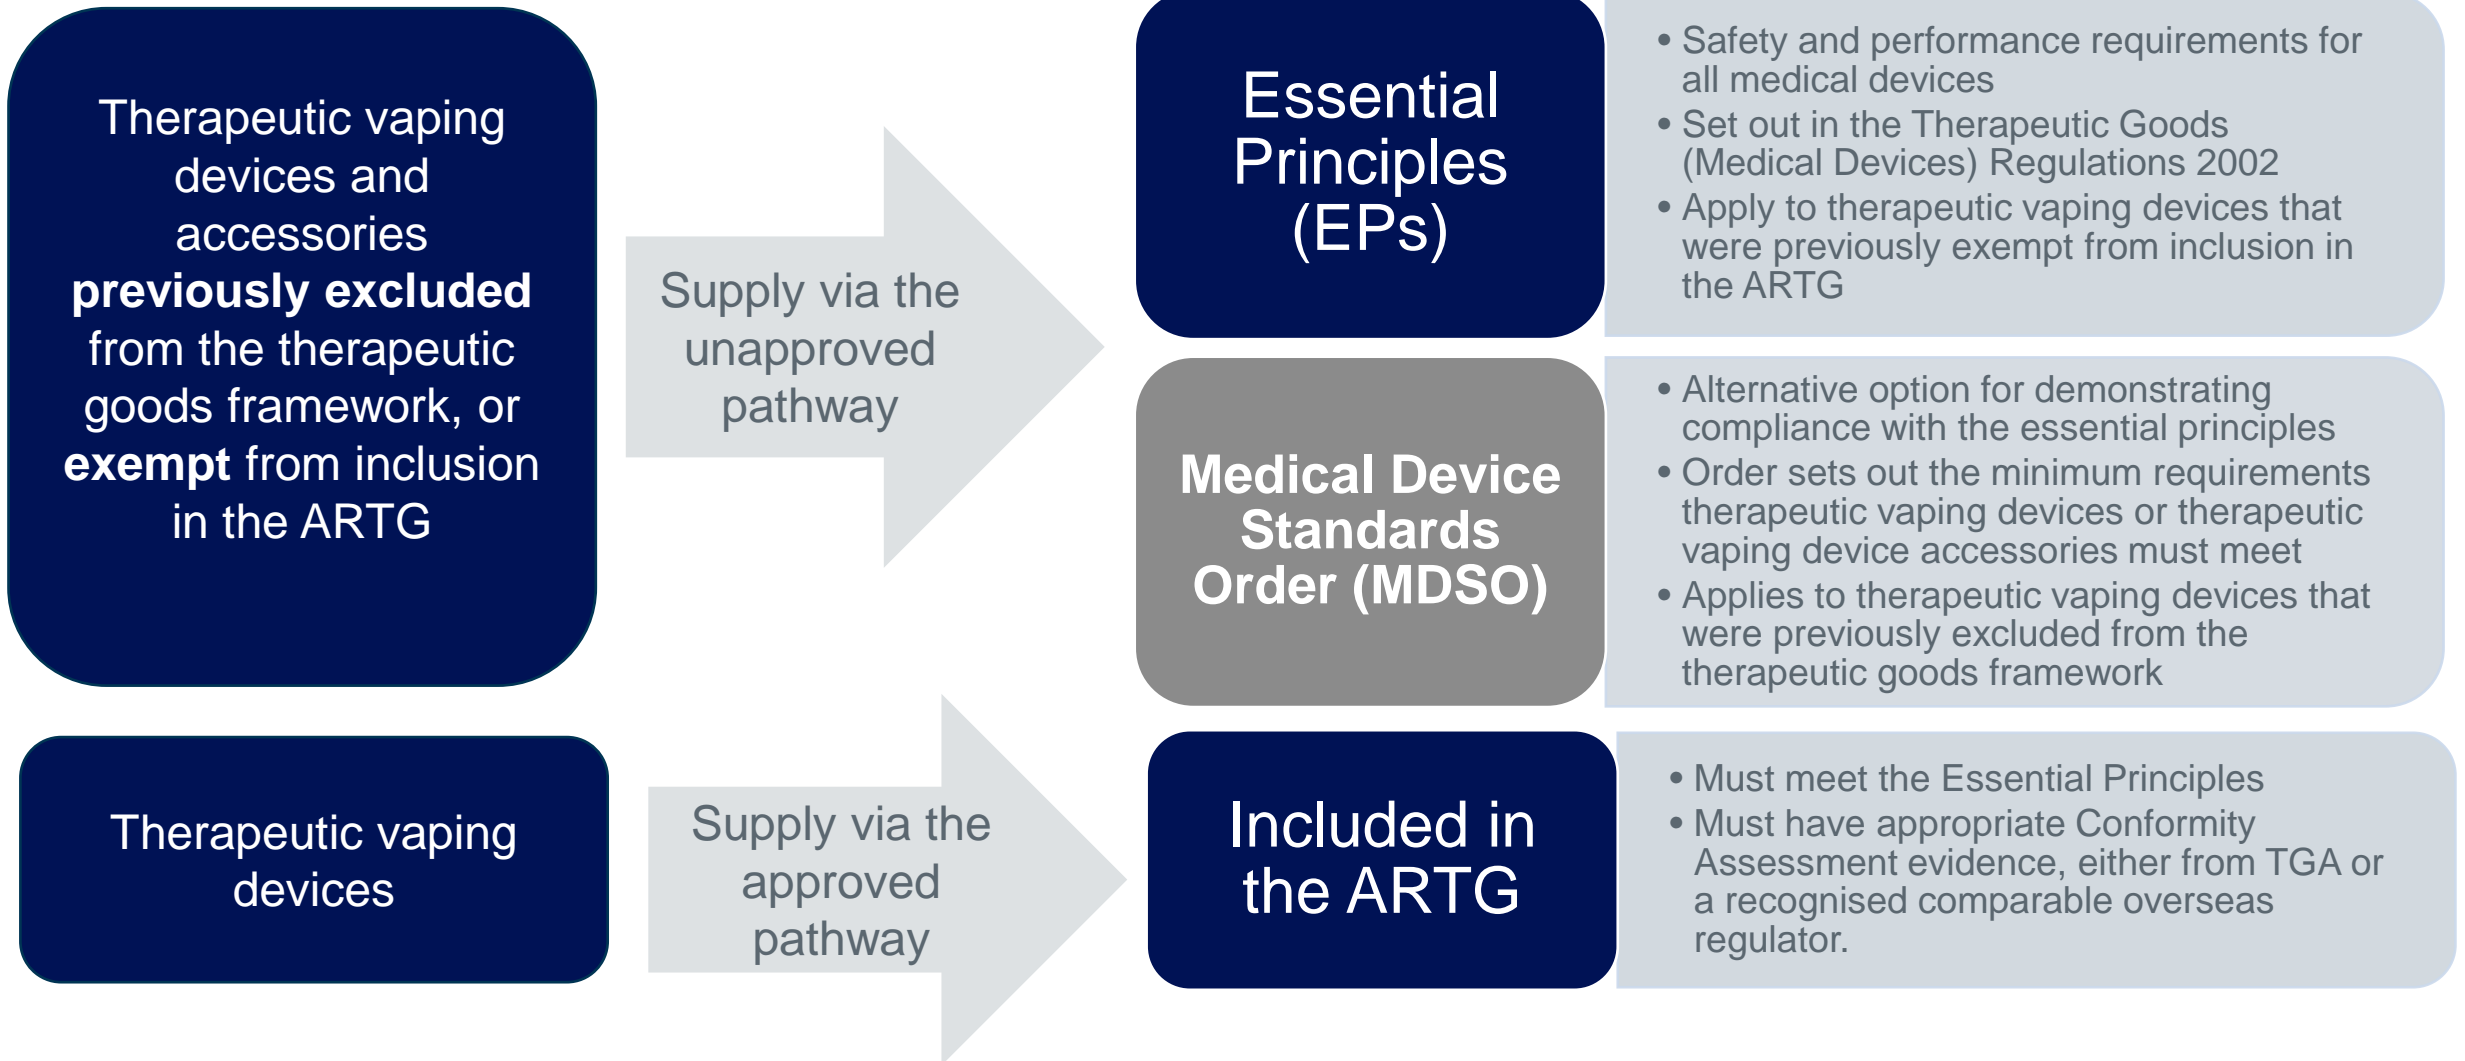 Therapeutic vaping
devices and
accessories
previously excluded
from the therapeutic
goods framework, or
exempt from inclusion
in the ARTG
Supply via the
unapproved
pathway
Essential
Principles
(EPs)
• Safety and performance requirements for
all medical devices
• Set out in the Therapeutic Goods
(Medical Devices) Regulations 2002
• Apply to therapeutic vaping devices that
were previously exempt from inclusion in
the ARTG
Medical Device
Standards
Order (MDSO)
• Alternative option for demonstrating
compliance with the essential principles
• Order sets out the minimum requirements
therapeutic vaping devices or therapeutic
vaping device accessories must meet
• Applies to therapeutic vaping devices that
were previously excluded from the
therapeutic goods framework
Therapeutic vaping
devices
Supply via the
approved
pathway
Included in
the ARTG
• Must meet the Essential Principles
• Must have appropriate Conformity
Assessment evidence, either from TGA or
a recognised comparable overseas
regulator.